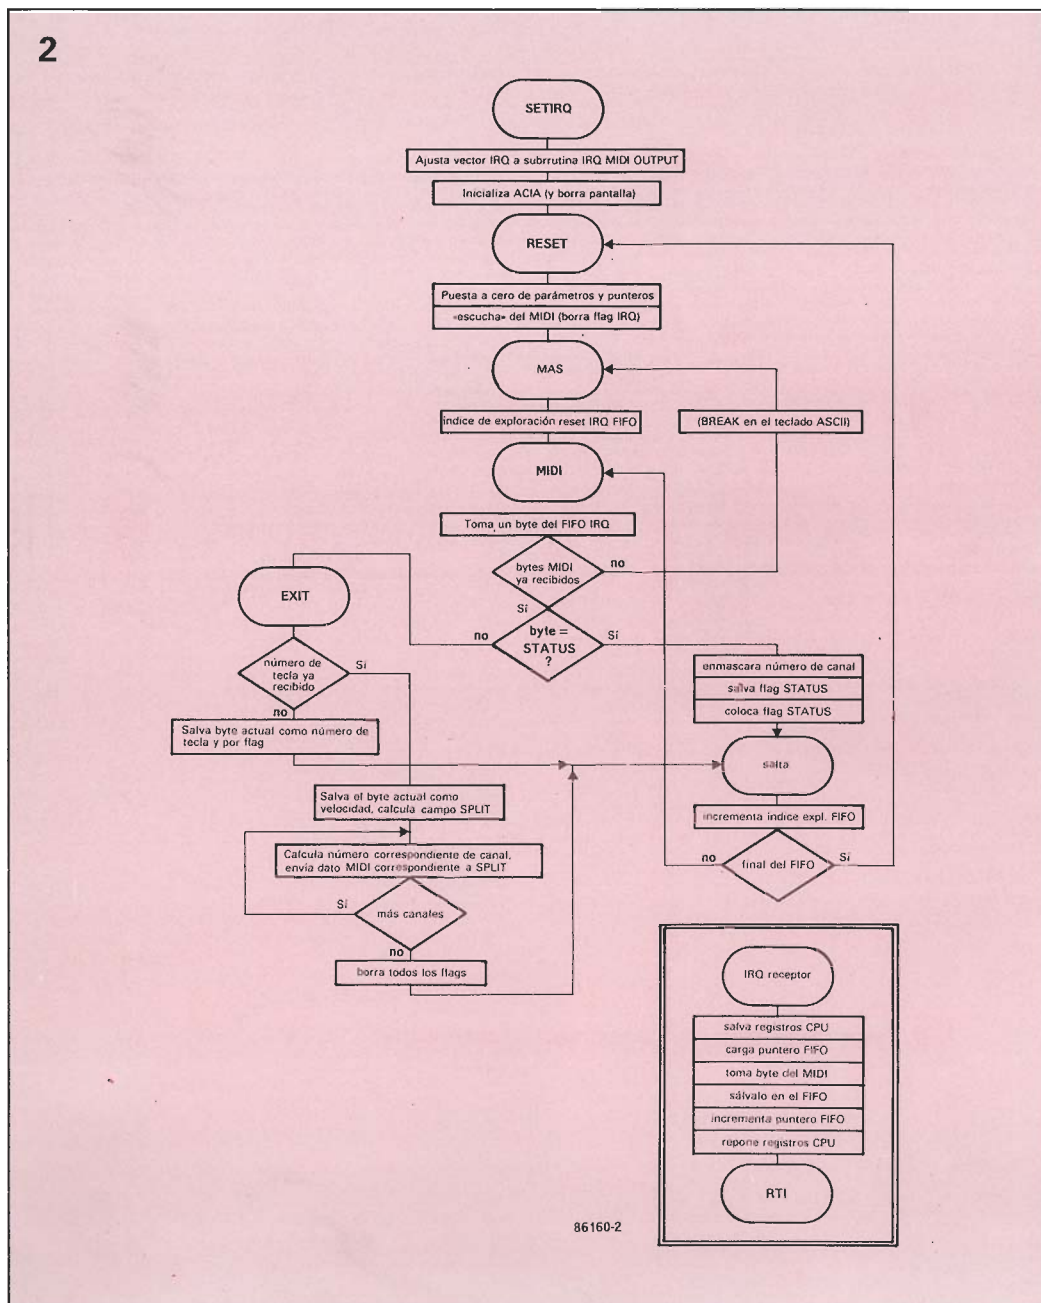 2
SETIRQ
Ajusta vector IRQ a subrrutina IRQ MIDI OUTPUT
Inicializa ACIA (y borra pantalla)
RESET
Puesta a cero de parámetros y punteros
«escucha» del MIDI (borra flag IRQ)
MAS
índice de exploración reset IRQ FIFO
(BREAK en el teclado ASCII)
MIDI
Toma un byte del FIFO IRQ
bytes MIDI
ya recibidos
no
Sí
EXIT
byte =
STATUS
?
no
Sí
número de
tecla ya
recibido
Sí
no
enmascara número de canal
salva flag STATUS
coloca flag STATUS
Salva byte actual como número de
tecla y por flag
salta
Salva el byte actual como
velocidad, calcula campo SPLIT
incrementa índice expl. FIFO
Calcula número correspondiente de canal,
envía dato MIDI correspondiente a SPLIT
no
final del FIFO
Sí
Sí
más canales
no
borra todos los flags
IRQ receptor
salva registros CPU
carga puntero FIFO
toma byte del MIDI
sálvalo en el FIFO
incrementa puntero FIFO
repone registros CPU
RTI
86160-2